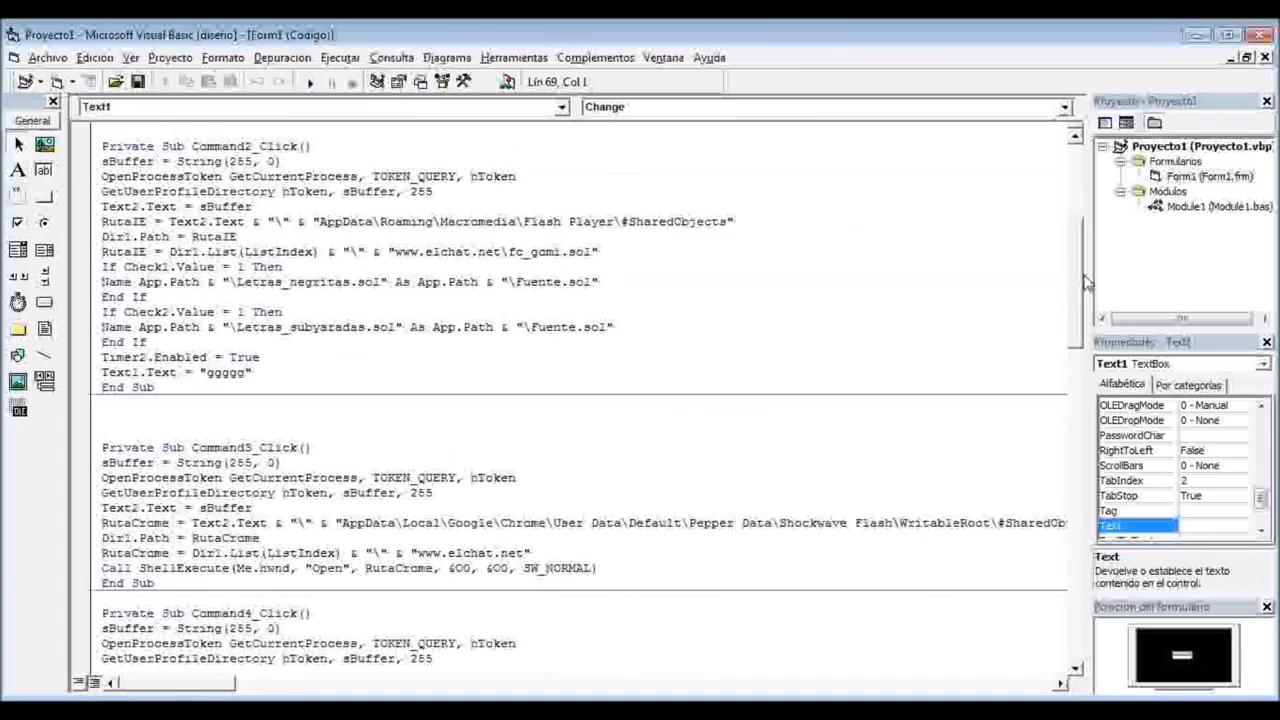 Proyecto1 - Microsoft Visual Basic [diseño] - [Form1 (Codigo)]
Archivo Edicion Ver Proyecto Formato Depuracion Ejecutar Consulta Diagrama Herramientas Complementos Ventana Ayuda
Lín 69, Col 1
General
Text1
Change
Private Sub Command2_Click()
sBuffer = String(255, 0)
OpenProcessToken GetCurrentProcess, TOKEN_QUERY, hToken
GetUserProfileDirectory hToken, sBuffer, 255
Text2.Text = sBuffer
RutaIE = Text2.Text & "\" & "AppData\Roaming\Macromedia\Flash Player\#SharedObjects"
Dir1.Path = RutaIE
RutaIE = Dir1.List(ListIndex) & "\" & "www.elchat.net\fc_gami.sol"
If Check1.Value = 1 Then
Name App.Path & "\Letras_negritas.sol" As App.Path & "\Fuente.sol"
End If
If Check2.Value = 1 Then
Name App.Path & "\Letras_subyaradas.sol" As App.Path & "\Fuente.sol"
End If
Timer2.Enabled = True
Text1.Text = "ggggg"
End Sub
Private Sub Command3_Click()
sBuffer = String(255, 0)
OpenProcessToken GetCurrentProcess, TOKEN_QUERY, hToken
GetUserProfileDirectory hToken, sBuffer, 255
Text2.Text = sBuffer
RutaCrame = Text2.Text & "\" & "AppData\Local\Google\Chrome\User Data\Default\Pepper Data\Shockwave Flash\WritableRoot\#SharedOb
Dir1.Path = RutaCrame
RutaCrame = Dir1.List(ListIndex) & "\" & "www.elchat.net"
Call ShellExecute(Me.hwnd, "Open", RutaCrame, 600, 600, SW_NORMAL)
End Sub
Private Sub Command4_Click()
sBuffer = String(255, 0)
OpenProcessToken GetCurrentProcess, TOKEN_QUERY, hToken
GetUserProfileDirectory hToken, sBuffer, 255
Proyecto - Proyecto1
Proyecto1 (Proyecto1.vbp
Formularios
Form1 (Form1.frm)
Módulos
Module1 (Module1.bas)
Propiedades - Text1
Text1 TextBox
Alfabética Por categorías
OLEDragMode 0 - Manual
OLEDropMode 0 - None
PasswordChar
RightToLeft False
ScrollBars 0 - None
TabIndex 2
TabStop True
Tag
Text
Text
Devuelve o establece el texto
contenido en el control.
Posicion del formulario